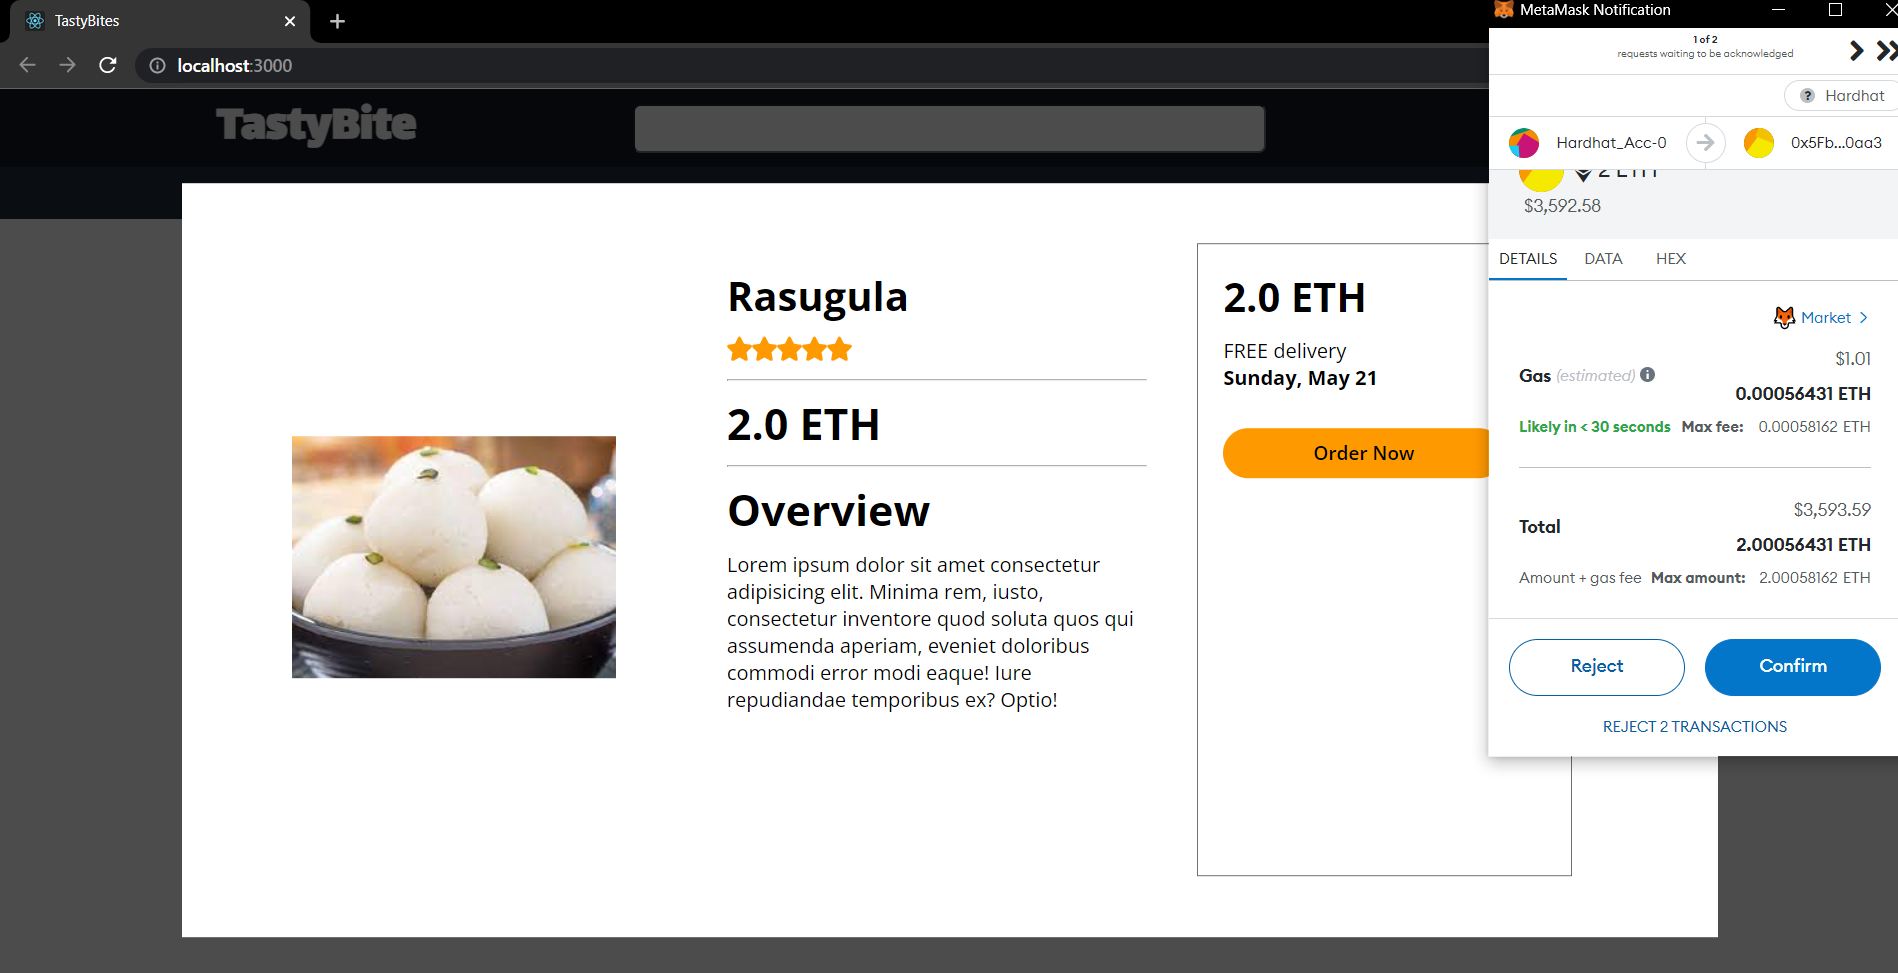 TastyBites
localhost:3000
TastyBite
Rasugula
2.0 ETH
Overview
Lorem ipsum dolor sit amet consectetur
adipisicing elit. Minima rem, iusto,
consectetur inventore quod soluta quos qui
assumenda aperiam, eveniet doloribus
commodi error modi eaque! Iure
repudiandae temporibus ex? Optio!
2.0 ETH
FREE delivery
Sunday, May 21
Order Now
MetaMask Notification
1 of 2
requests waiting to be acknowledged
? Hardhat
Hardhat_Acc-0 0x5Fb...0aa3
2 ETH
$3,592.58
DETAILS DATA HEX
Market
$1.01
Gas (estimated)
0.00056431 ETH
Likely in < 30 seconds Max fee: 0.00058162 ETH
$3,593.59
Total
2.00056431 ETH
Amount + gas fee Max amount: 2.00058162 ETH
Reject Confirm
REJECT 2 TRANSACTIONS